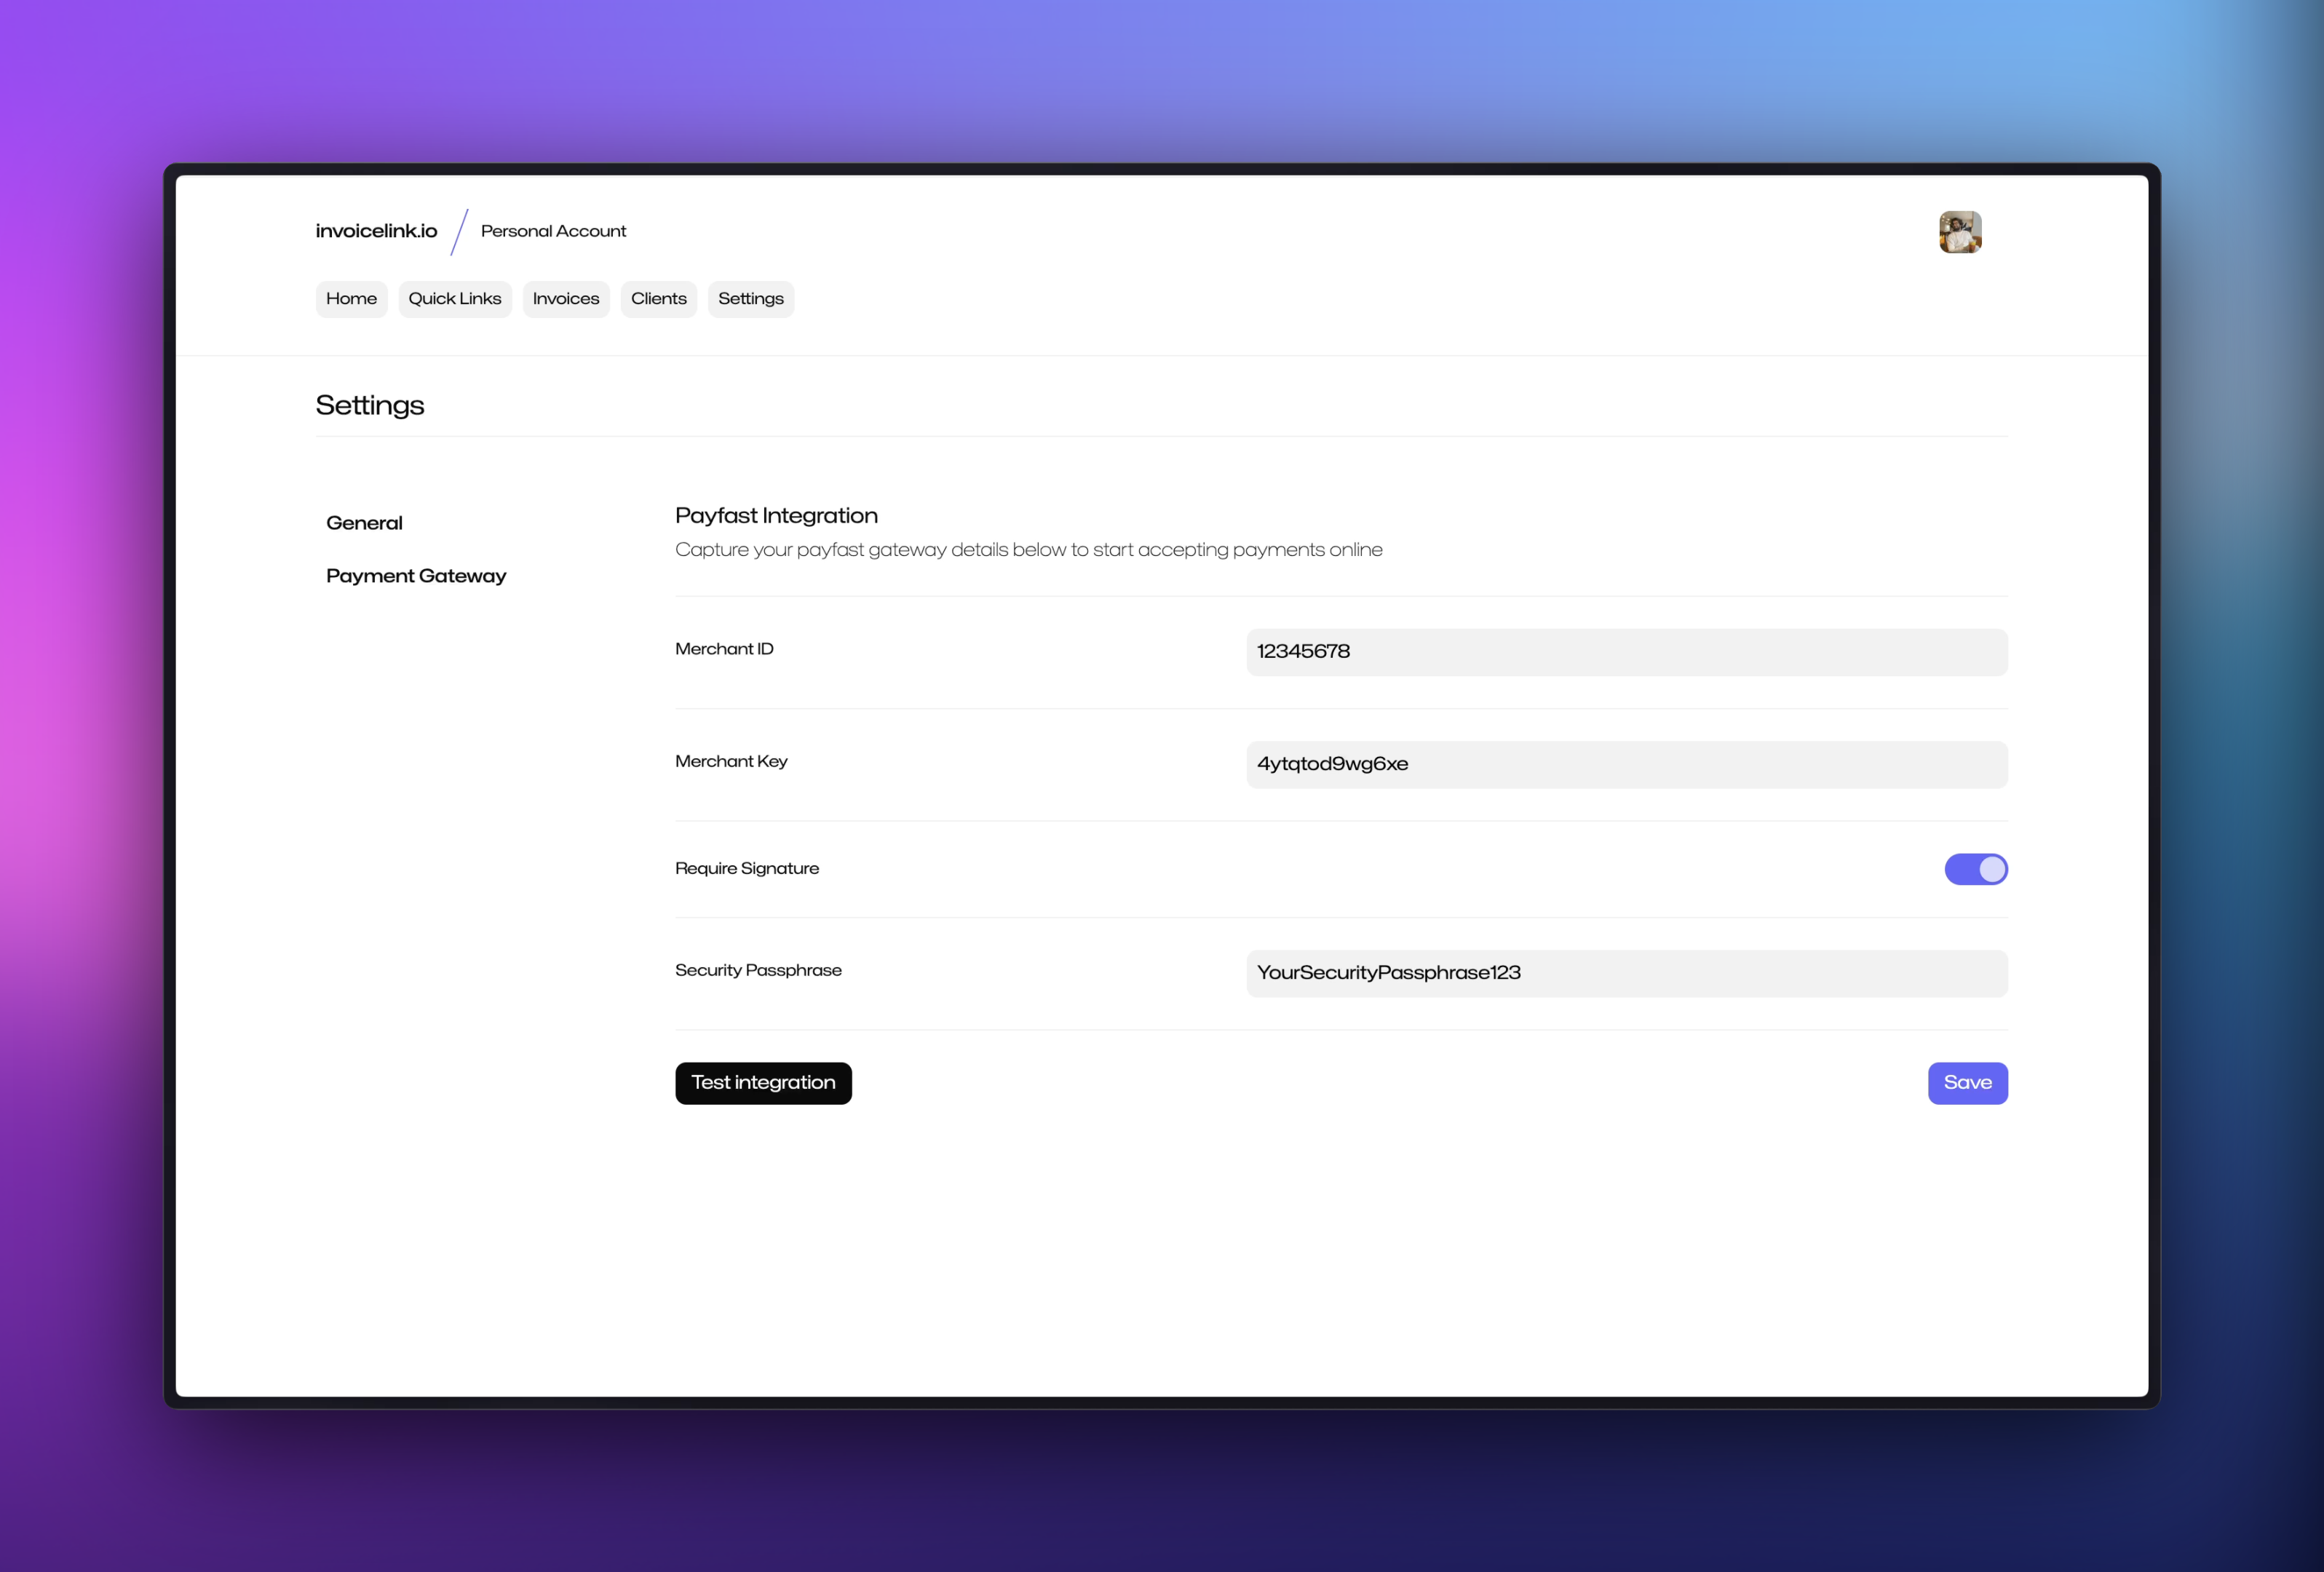 invoicelink.io / Personal Account
Home Quick Links Invoices Clients Settings
Settings
General
Payment Gateway
Payfast Integration
Capture your payfast gateway details below to start accepting payments online
Merchant ID 12345678
Merchant Key 4ytqtod9wg6xe
Require Signature
Security Passphrase YourSecurityPassphrase123
Test integration Save